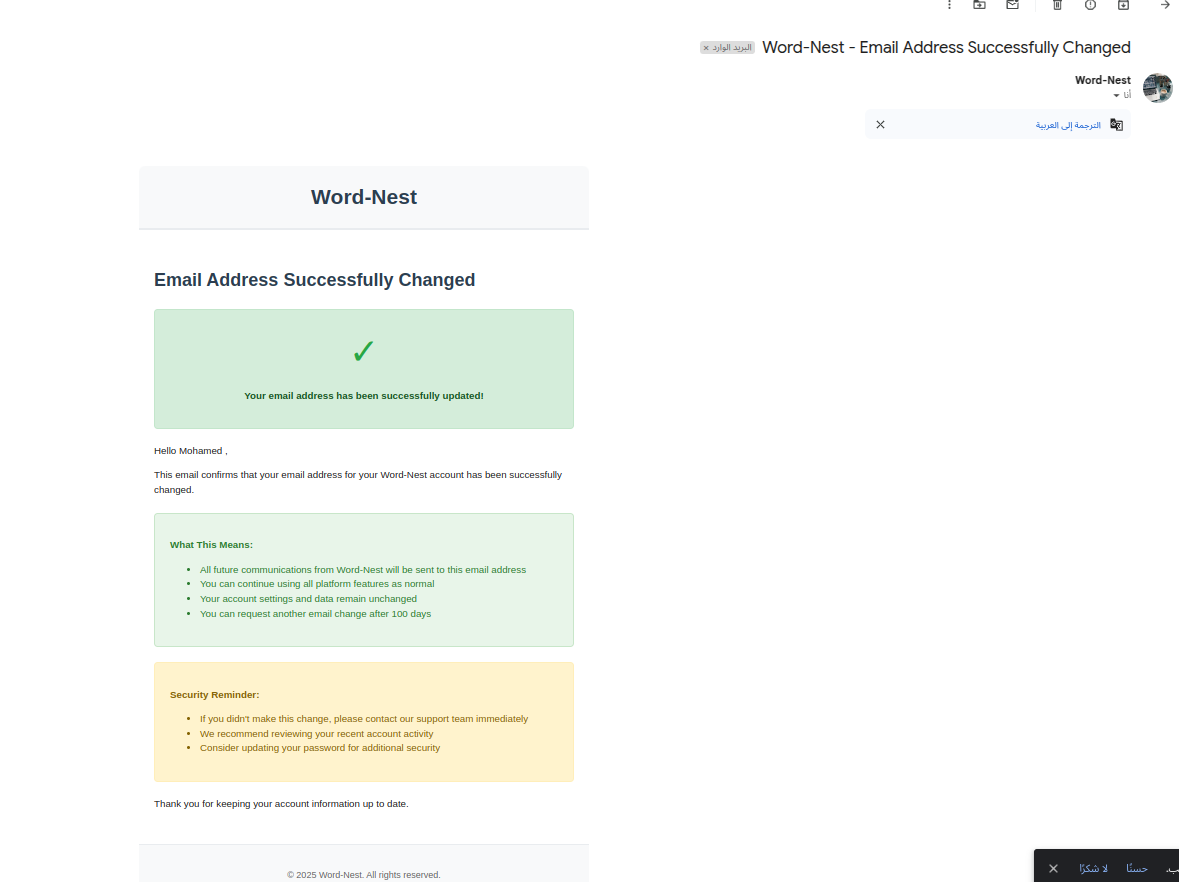 Word-Nest - Email Address Successfully Changed البريد الوارد ×
Word-Nest
أنا
الترجمة إلى العربية
Word-Nest
Email Address Successfully Changed
✓
Your email address has been successfully updated!
Hello Mohamed ,
This email confirms that your email address for your Word-Nest account has been successfully
changed.
What This Means:
• All future communications from Word-Nest will be sent to this email address
• You can continue using all platform features as normal
• Your account settings and data remain unchanged
• You can request another email change after 100 days
Security Reminder:
• If you didn't make this change, please contact our support team immediately
• We recommend reviewing your recent account activity
• Consider updating your password for additional security
Thank you for keeping your account information up to date.
© 2025 Word-Nest. All rights reserved.
حسنًا لا شكرًا